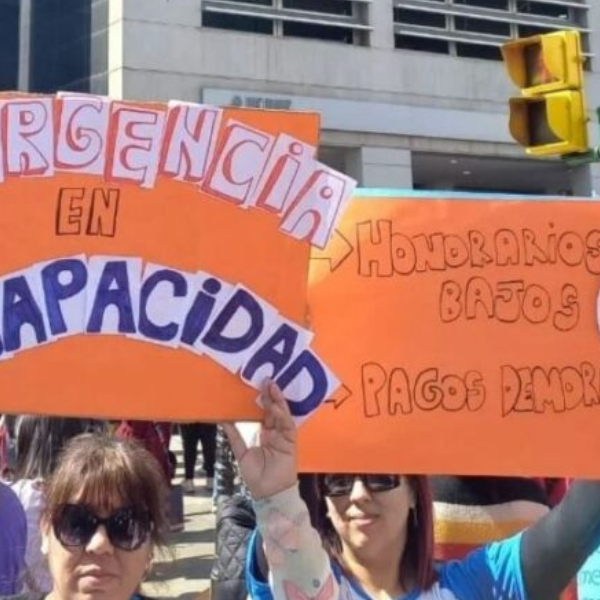 RGENCIA
EN
APACIDAD
→ HONORARIOS
BAJOS
→ PAGOS DEMOR